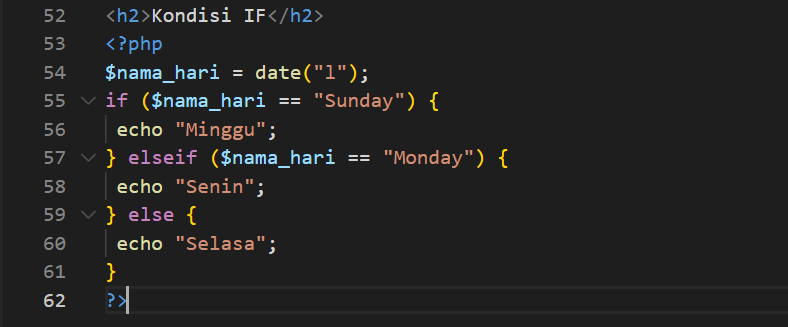 52 <h2>Kondisi IF</h2>
53 <?php
54 $nama_hari = date("l");
55 if ($nama_hari == "Sunday") {
56 echo "Minggu";
57 } elseif ($nama_hari == "Monday") {
58 echo "Senin";
59 } else {
60 echo "Selasa";
61 }
62 ?>